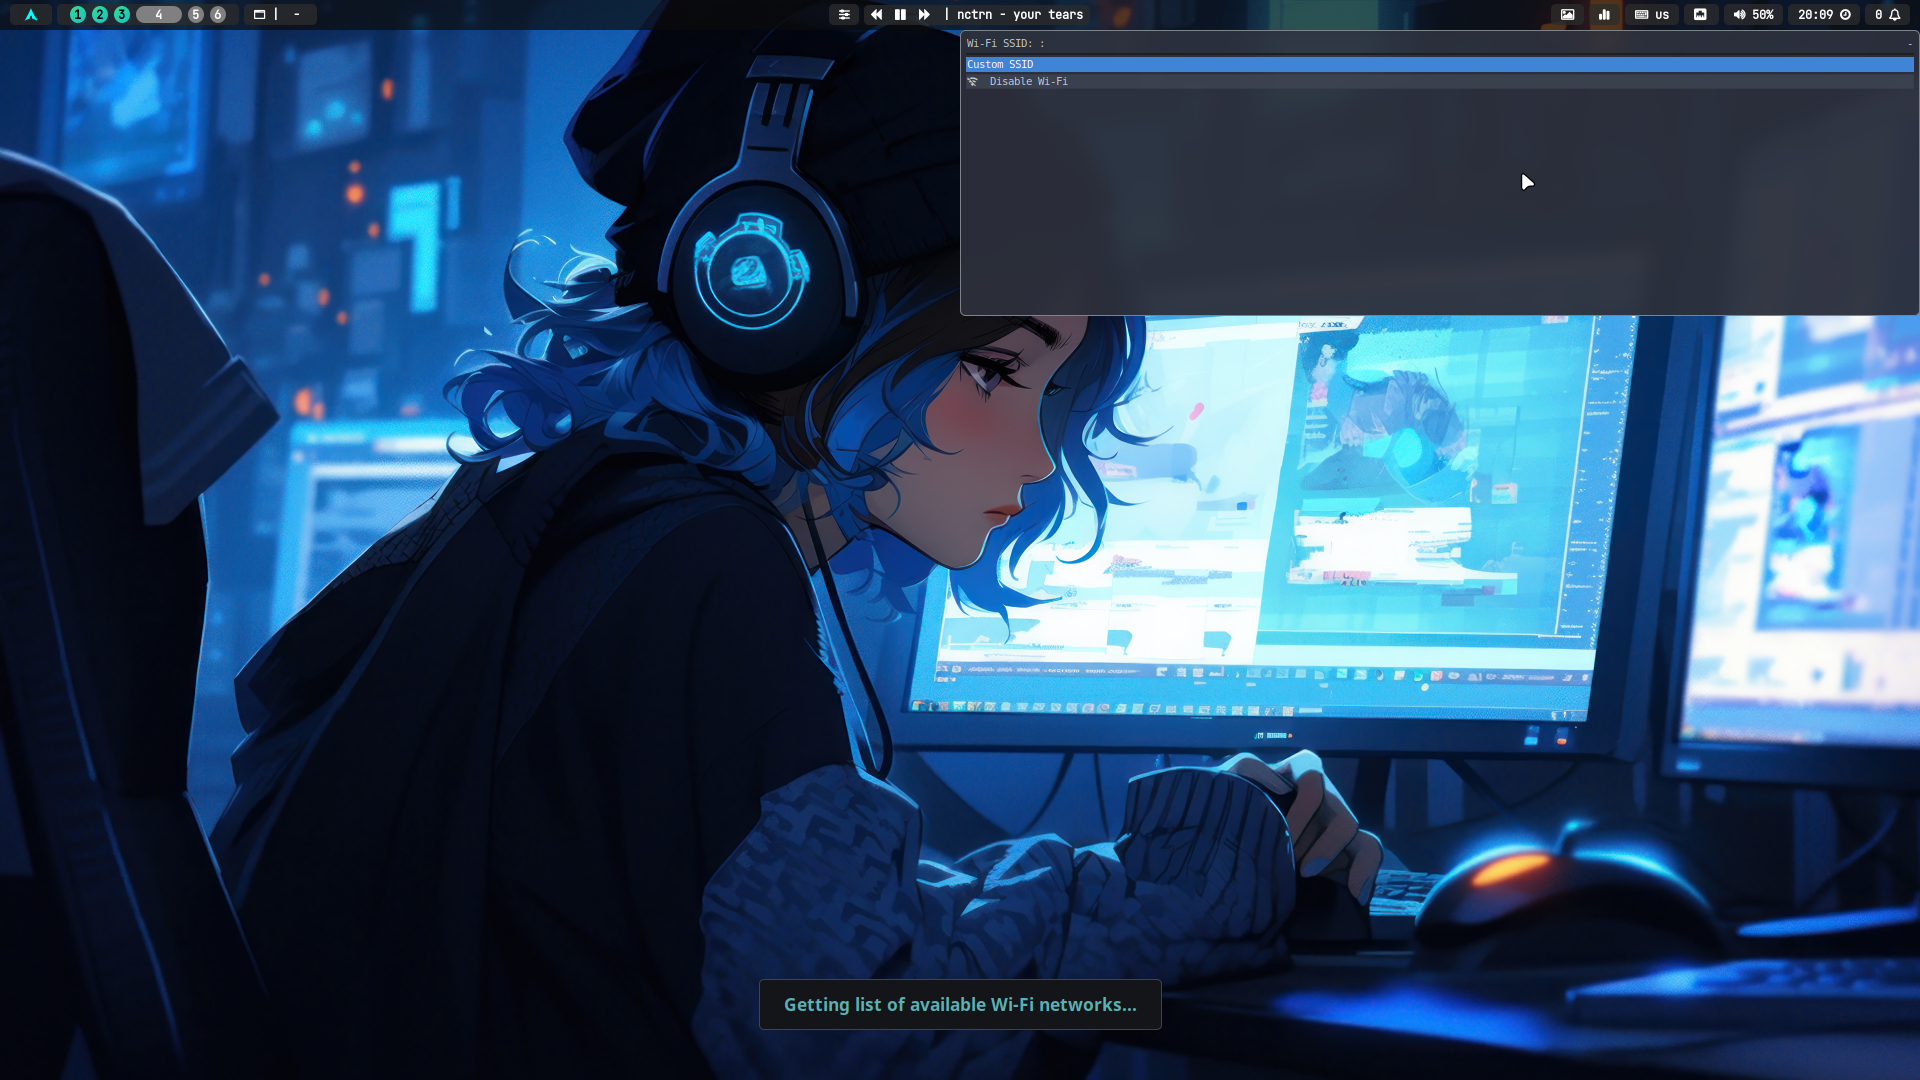 1 2 3 4 5 6 | -
| nctrn - your tears
us 50% 20:09 0
Wi-Fi SSID: : -
Custom SSID
Disable Wi-Fi
Getting list of available Wi-Fi networks...